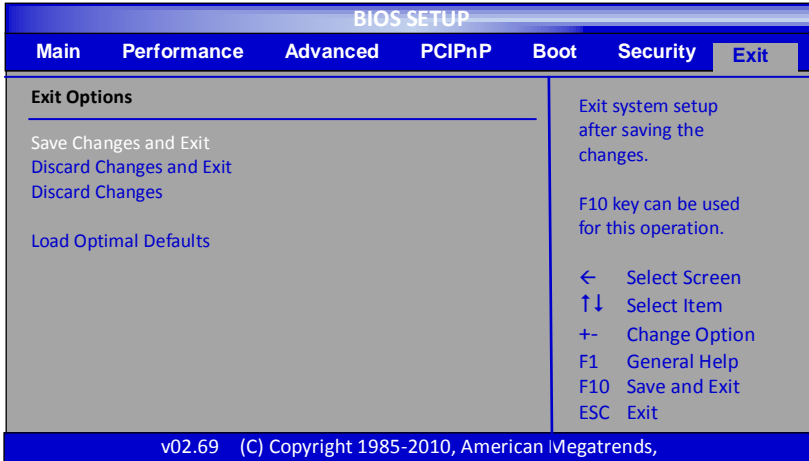 BIOS SETUP
Main Performance Advanced PCIPnP Boot Security Exit
Exit Options
Save Changes and Exit
Discard Changes and Exit
Discard Changes
Load Optimal Defaults
Exit system setup
after saving the
changes.
F10 key can be used
for this operation.
← Select Screen
↑↓ Select Item
+- Change Option
F1 General Help
F10 Save and Exit
ESC Exit
v02.69 (C) Copyright 1985-2010, American Megatrends,